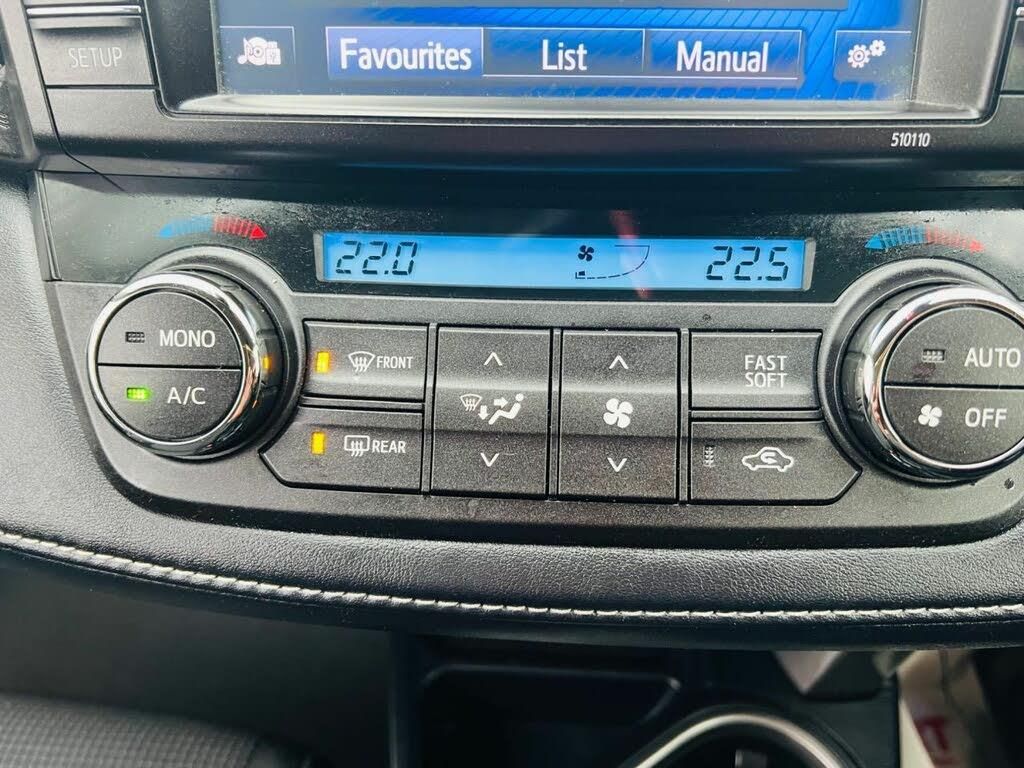 SETUP
Favourites List Manual
510110
22.0 22.5
MONO
A/C
FRONT
REAR
FAST
SOFT
AUTO
OFF